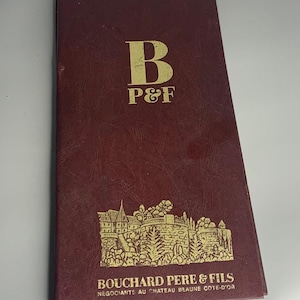 B
P&F
BOUCHARD PERE & FILS
NEGOCIANTS AU CHATEAU BEAUNE COTE-D'OR